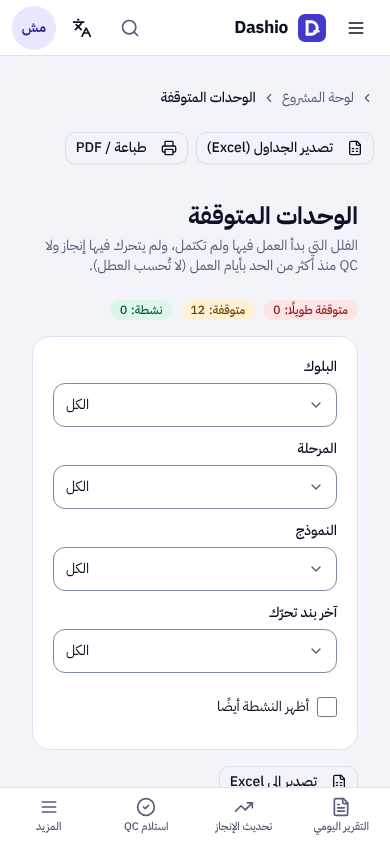 Dashio
مش
لوحة المشروع
الوحدات المتوقفة
تصدير الجداول (Excel)
طباعة / PDF
الوحدات المتوقفة
الفلل التي بدأ العمل فيها ولم تكتمل، ولم يتحرك فيها إنجاز ولا
QC منذ أكثر من الحد بأيام العمل (لا تُحسب العطل).
متوقفة طويلًا: 0
متوقفة: 12
نشطة: 0
البلوك
الكل
المرحلة
الكل
النموذج
الكل
آخر بند تحرّك
الكل
أظهر النشطة أيضًا
تصدير إلى Excel
التقرير اليومي
تحديث الإنجاز
استلام QC
المزيد